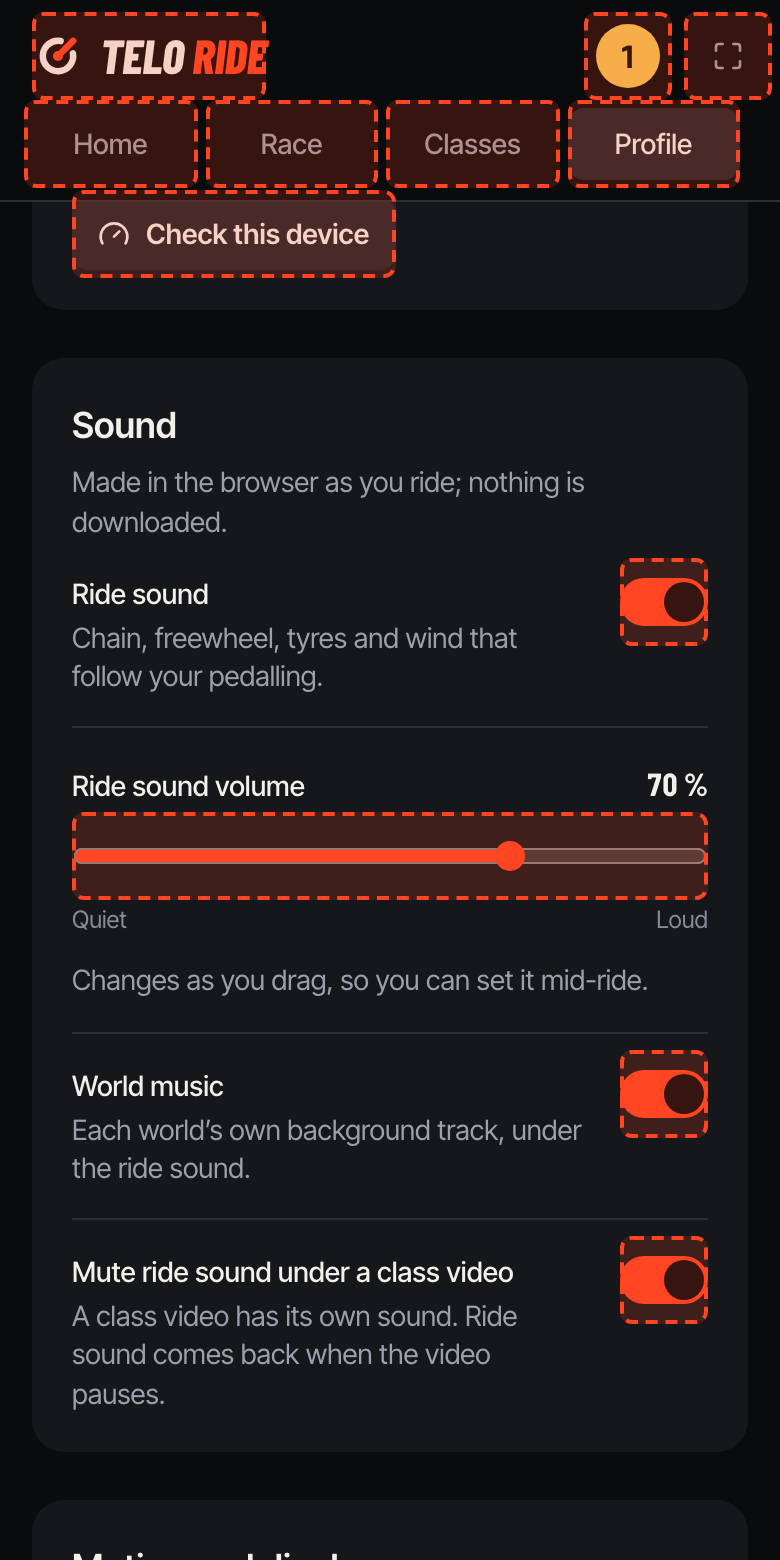 TELO RIDE
1
Home
Race
Classes
Profile
Check this device
Sound
Made in the browser as you ride; nothing is
downloaded.
Ride sound
Chain, freewheel, tyres and wind that
follow your pedalling.
Ride sound volume
70 %
Quiet
Loud
Changes as you drag, so you can set it mid-ride.
World music
Each world’s own background track, under
the ride sound.
Mute ride sound under a class video
A class video has its own sound. Ride
sound comes back when the video
pauses.